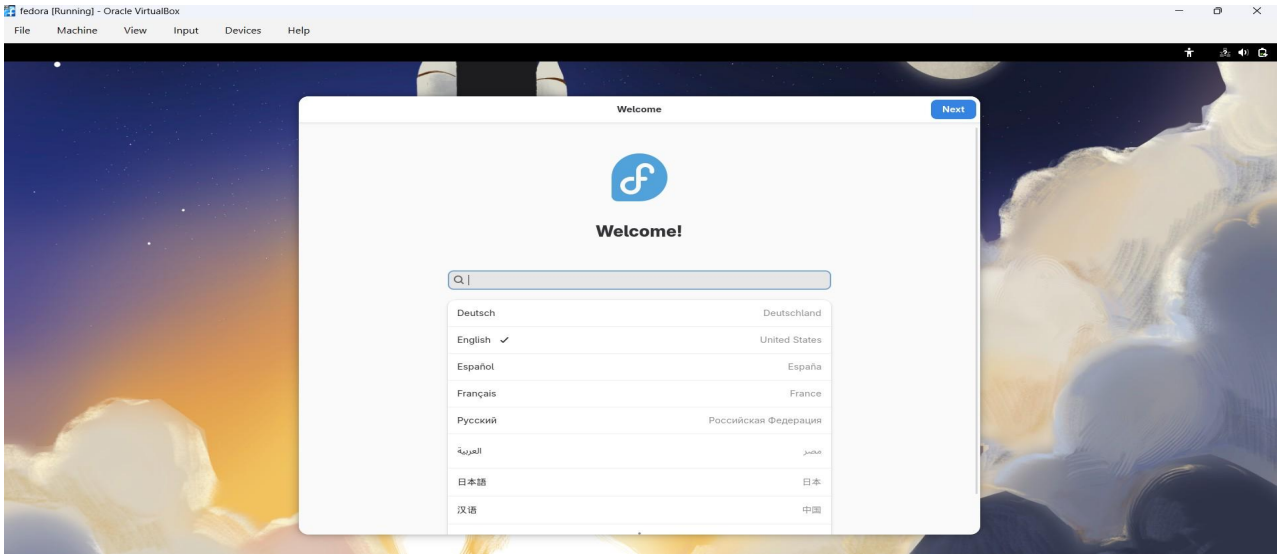 fedora [Running] - Oracle VirtualBox
File Machine View Input Devices Help
Welcome Next
Welcome!
Deutsch Deutschland
English ✓ United States
Español España
Français France
Русский Российская Федерация
العربية مصر
日本語 日本
汉语 中国